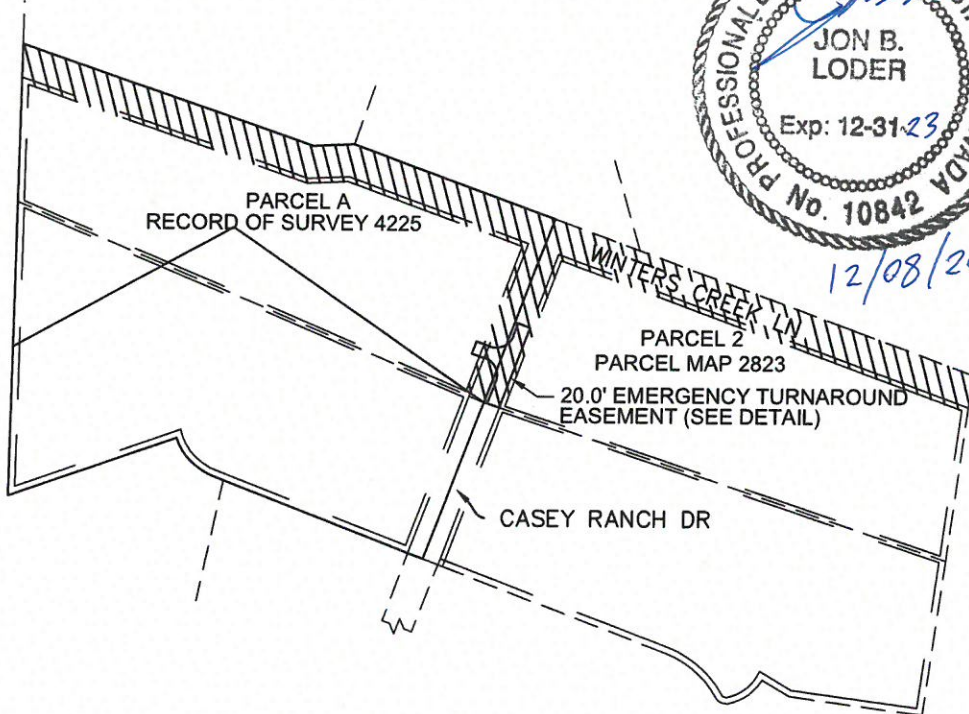 PROFESSIONAL
JON B.
LODER
Exp: 12-31-23
No. 10842
12/08/2
PARCEL A
RECORD OF SURVEY 4225
WINTERS CREEK LN
PARCEL 2
PARCEL MAP 2823
20.0' EMERGENCY TURNAROUND
EASEMENT (SEE DETAIL)
CASEY RANCH DR